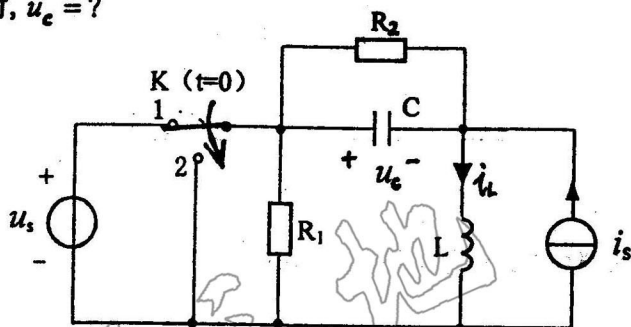 , u_c = ?
R₂
K（t=0）
1
C
2
+ u_c -
i_L
+
u_s
-
R₁
L
i_s